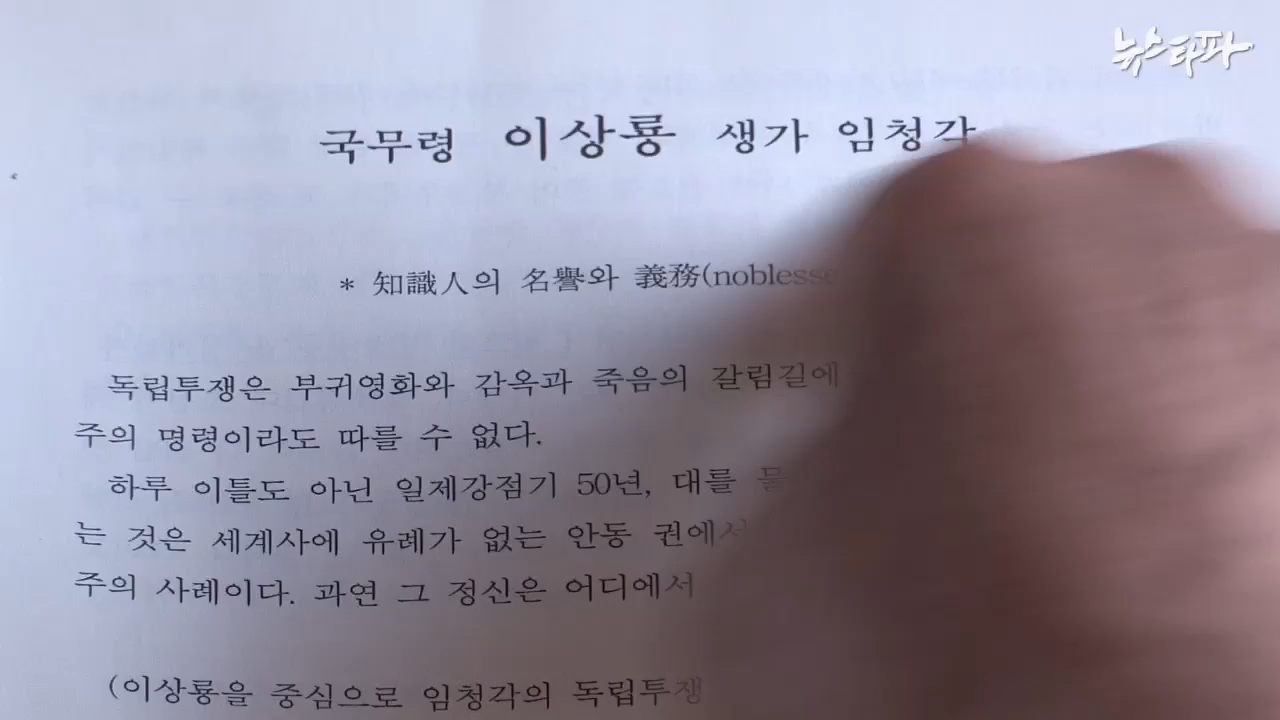 뉴스타파
국무령 이상룡 생가 임청각
* 知識人의 名譽와 義務(noblesse
독립투쟁은 부귀영화와 감옥과 죽음의 갈림길에
주의 명령이라도 따를 수 없다.
하루 이틀도 아닌 일제강점기 50년, 대를
는 것은 세계사에 유례가 없는 안동 권에서
주의 사례이다. 과연 그 정신은 어디에서
(이상룡을 중심으로 임청각의 독립투쟁